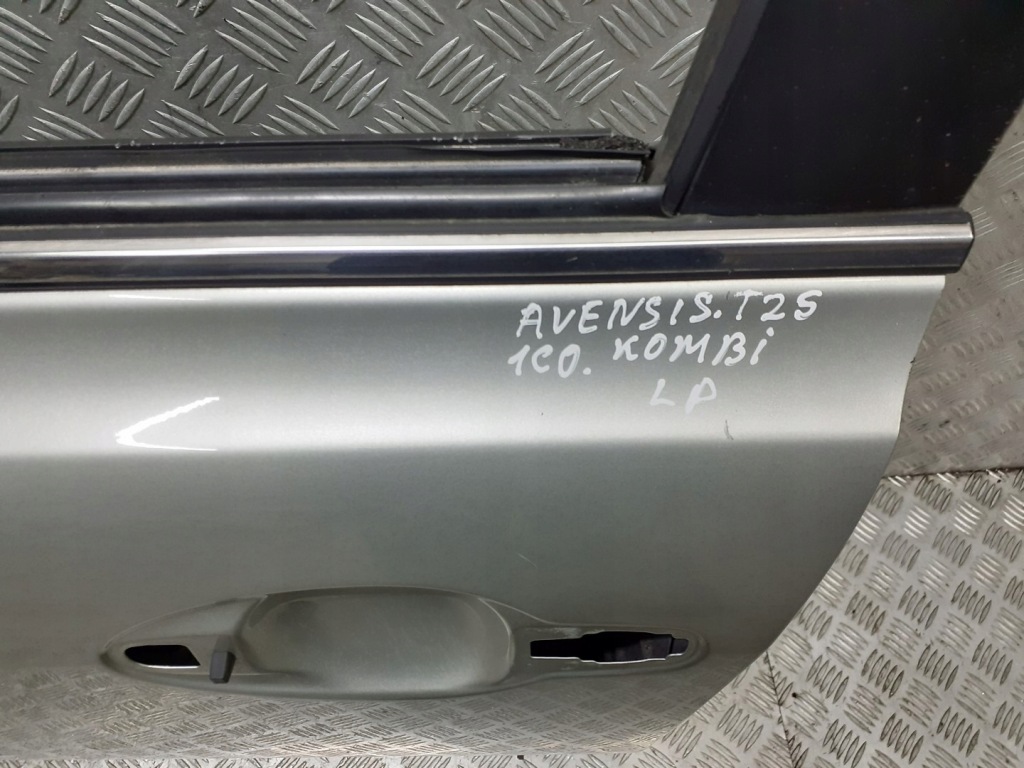 AVENSIS.T25
1C0. KOMBi
LP